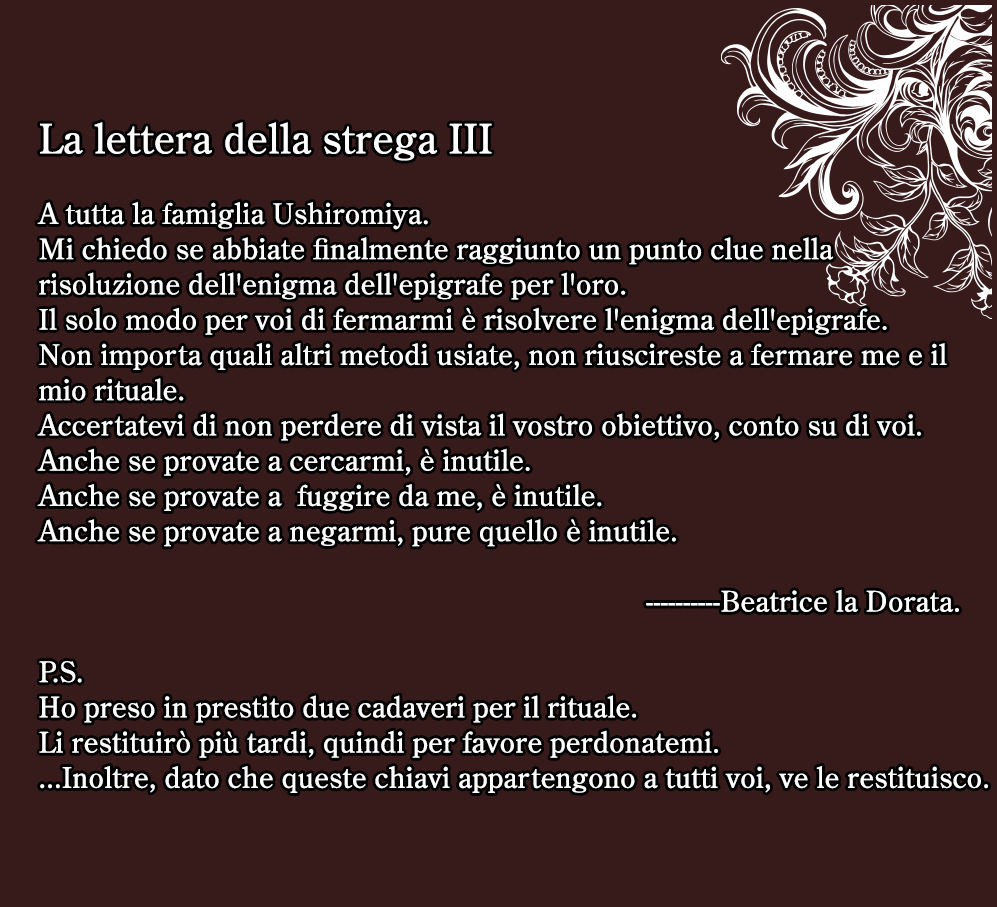 La lettera della strega III
A tutta la famiglia Ushiromiya.
Mi chiedo se abbiate finalmente raggiunto un punto clue nella
risoluzione dell'enigma dell'epigrafe per l'oro.
Il solo modo per voi di fermarmi è risolvere l'enigma dell'epigrafe.
Non importa quali altri metodi usiate, non riuscireste a fermare me e il
mio rituale.
Accertatevi di non perdere di vista il vostro obiettivo, conto su di voi.
Anche se provate a cercarmi, è inutile.
Anche se provate a  fuggire da me, è inutile.
Anche se provate a negarmi, pure quello è inutile.
----------Beatrice la Dorata.
P.S.
Ho preso in prestito due cadaveri per il rituale.
Li restituirò più tardi, quindi per favore perdonatemi.
...Inoltre, dato che queste chiavi appartengono a tutti voi, ve le restituisco.